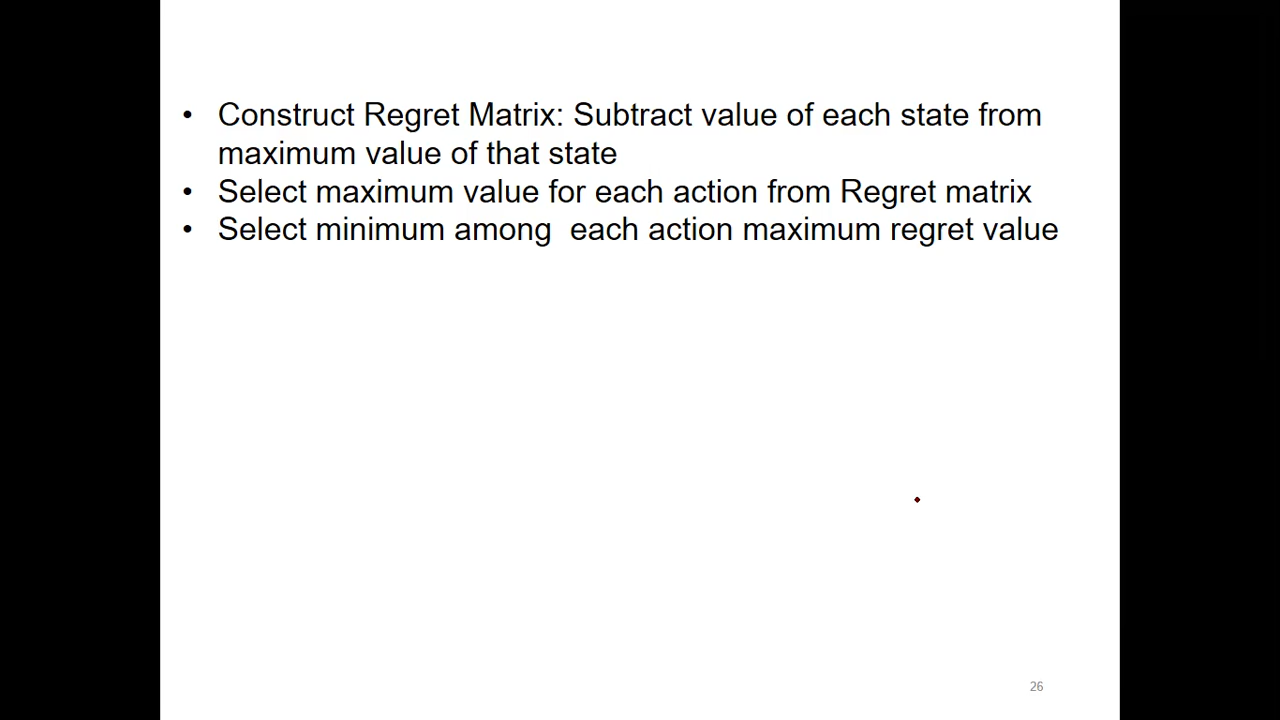 • Construct Regret Matrix: Subtract value of each state from
maximum value of that state
• Select maximum value for each action from Regret matrix
• Select minimum among  each action maximum regret value
26